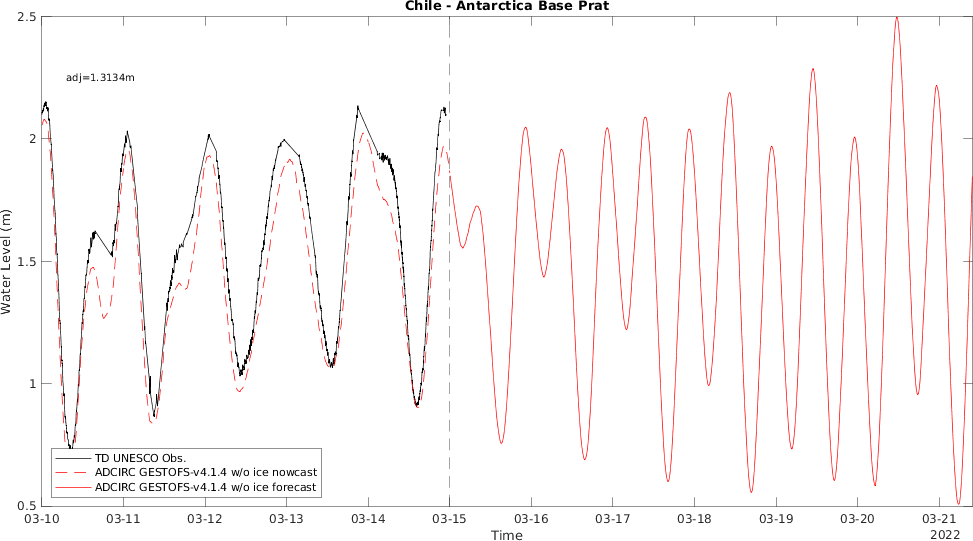 Chile - Antarctica Base Prat
2.5
adj=1.3134m
2
1.5
Water Level (m)
1
TD UNESCO Obs.
ADCIRC GESTOFS-v4.1.4 w/o ice nowcast
ADCIRC GESTOFS-v4.1.4 w/o ice forecast
0.5
03-10 03-11 03-12 03-13 03-14 03-15 03-16 03-17 03-18 03-19 03-20 03-21
Time
2022